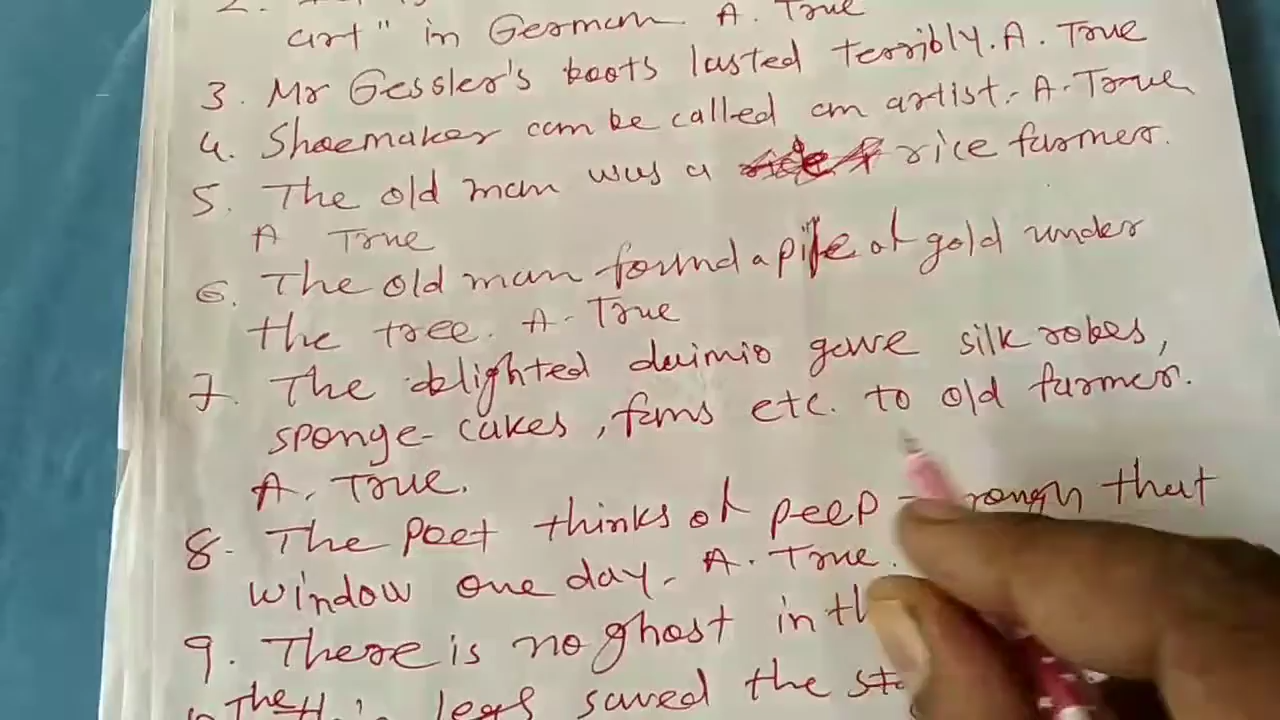 2.
art" in German A. True
3. Mr Gessler's boots lasted terribly. A. True
4. Shoemaker can be called an artist. A. True
5. The old man was a rice farmer.
A True
6. The old man found a pile of gold under
the tree. A. True
7. The delighted daimio gave silk robes,
sponge-cakes, fans etc. to old farmer.
A. True.
8. The poet thinks of peep through that
window one day. A. True.
9. There is no ghost in th
The legs saved the sta